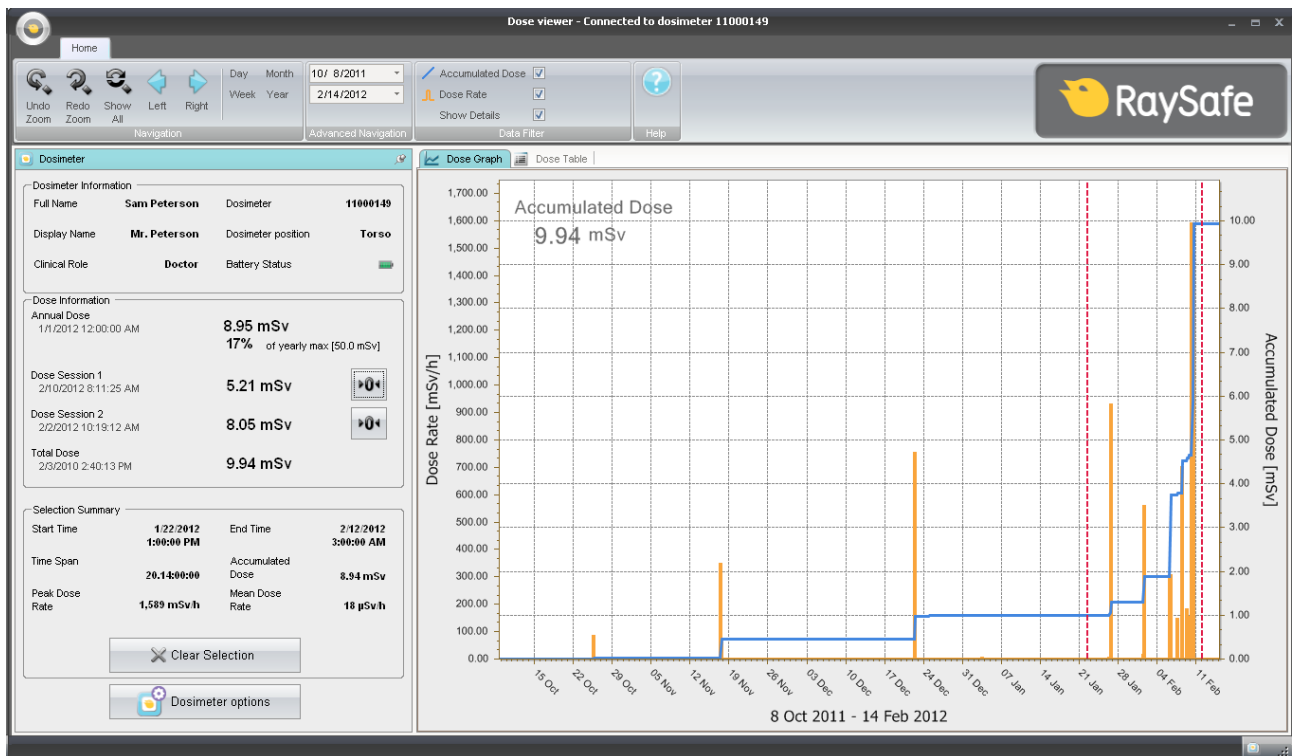 Dose viewer - Connected to dosimeter 11000149
Home
Undo Zoom
Redo Zoom
Show All
Left
Right
Navigation
Day Month
Week Year
10/ 8/2011
2/14/2012
Advanced Navigation
Accumulated Dose
Dose Rate
Show Details
Data Filter
Help
RaySafe
Dosimeter
Dosimeter Information
Full Name Sam Peterson Dosimeter 11000149
Display Name Mr. Peterson Dosimeter position Torso
Clinical Role Doctor Battery Status
Dose Information
Annual Dose
1/1/2012 12:00:00 AM 8.95 mSv
17% of yearly max [50.0 mSv]
Dose Session 1
2/10/2012 8:11:25 AM 5.21 mSv
Dose Session 2
2/2/2012 10:19:12 AM 8.05 mSv
Total Dose
2/3/2010 2:40:13 PM 9.94 mSv
Selection Summary
Start Time 1/22/2012 1:00:00 PM End Time 2/12/2012 3:00:00 AM
Time Span 20.14:00:00 Accumulated Dose 8.94 mSv
Peak Dose Rate 1,589 mSv/h Mean Dose Rate 18 µSv/h
Clear Selection
Dosimeter options
Dose Graph
Dose Table
Accumulated Dose
9.94 mSv
Dose Rate [mSv/h]
1,700.00
1,600.00
1,500.00
1,400.00
1,300.00
1,200.00
1,100.00
1,000.00
900.00
800.00
700.00
600.00
500.00
400.00
300.00
200.00
100.00
0.00
10.00
9.00
8.00
7.00
6.00
5.00
4.00
3.00
2.00
1.00
0.00
Accumulated Dose [mSv]
15 Oct
22 Oct
29 Oct
05 Nov
12 Nov
19 Nov
26 Nov
03 Dec
10 Dec
17 Dec
24 Dec
31 Dec
07 Jan
14 Jan
21 Jan
28 Jan
04 Feb
11 Feb
8 Oct 2011 - 14 Feb 2012